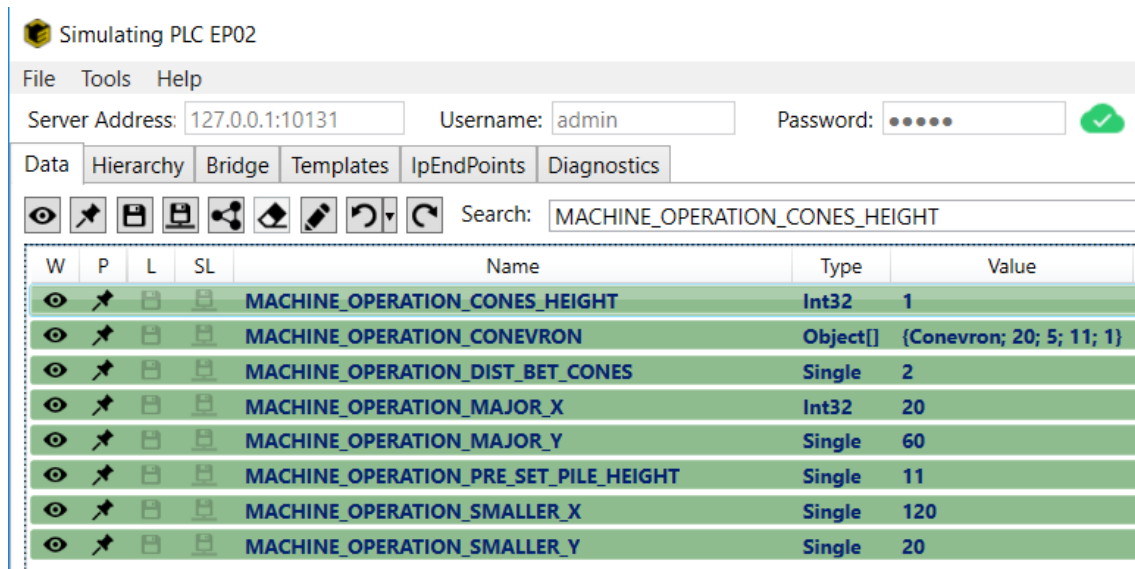 Simulating PLC EP02
File Tools Help
Server Address: 127.0.0.1:10131 Username: admin Password: ●●●●●
Data Hierarchy Bridge Templates IpEndPoints Diagnostics
Search: MACHINE_OPERATION_CONES_HEIGHT
W P L SL Name Type Value
MACHINE_OPERATION_CONES_HEIGHT Int32 1
MACHINE_OPERATION_CONEVRON Object[] {Conevron; 20; 5; 11; 1}
MACHINE_OPERATION_DIST_BET_CONES Single 2
MACHINE_OPERATION_MAJOR_X Int32 20
MACHINE_OPERATION_MAJOR_Y Single 60
MACHINE_OPERATION_PRE_SET_PILE_HEIGHT Single 11
MACHINE_OPERATION_SMALLER_X Single 120
MACHINE_OPERATION_SMALLER_Y Single 20